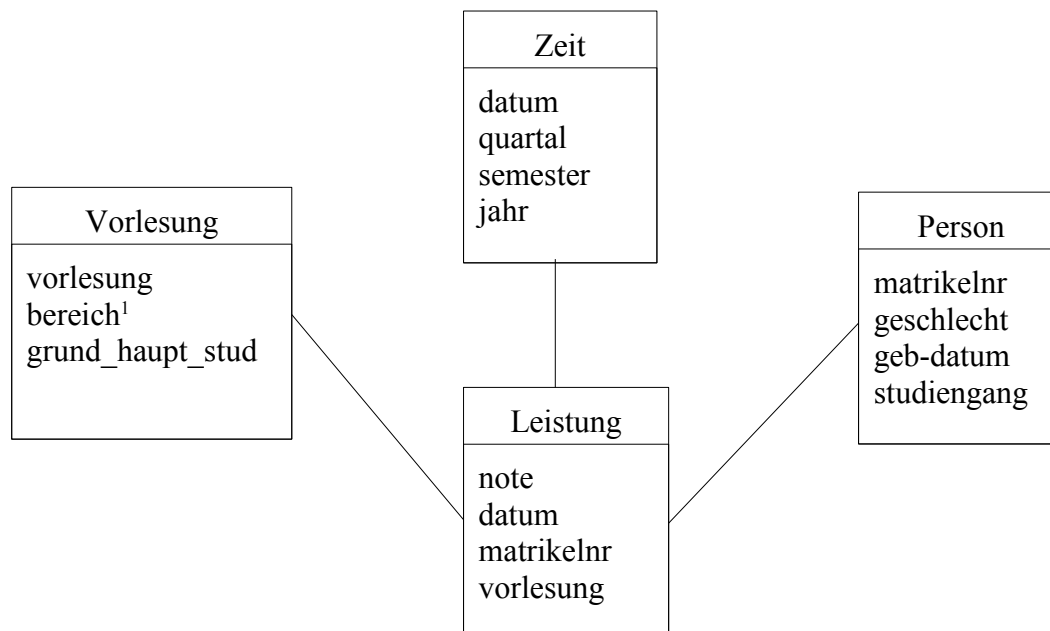 Zeit
datum
quartal
semester
jahr
Vorlesung
vorlesung
bereich¹
grund_haupt_stud
Person
matrikelnr
geschlecht
geb-datum
studiengang
Leistung
note
datum
matrikelnr
vorlesung